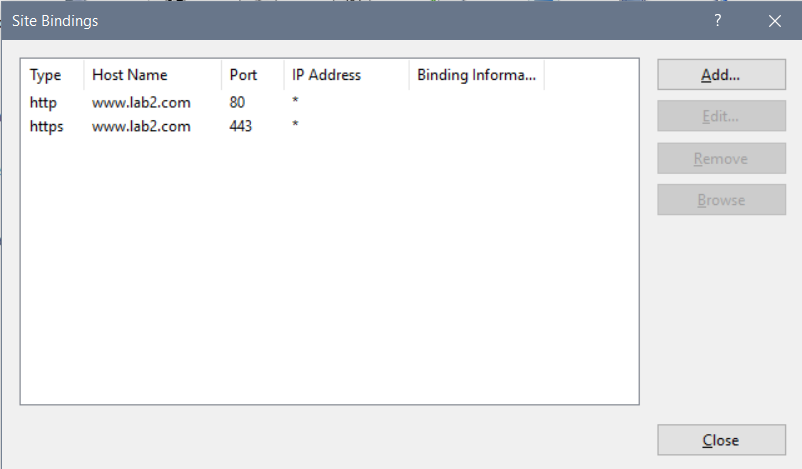 Site Bindings ?
Type Host Name Port IP Address Binding Informa... Add...
http www.lab2.com 80 *
https www.lab2.com 443 *
Edit...
Remove
Browse
Close